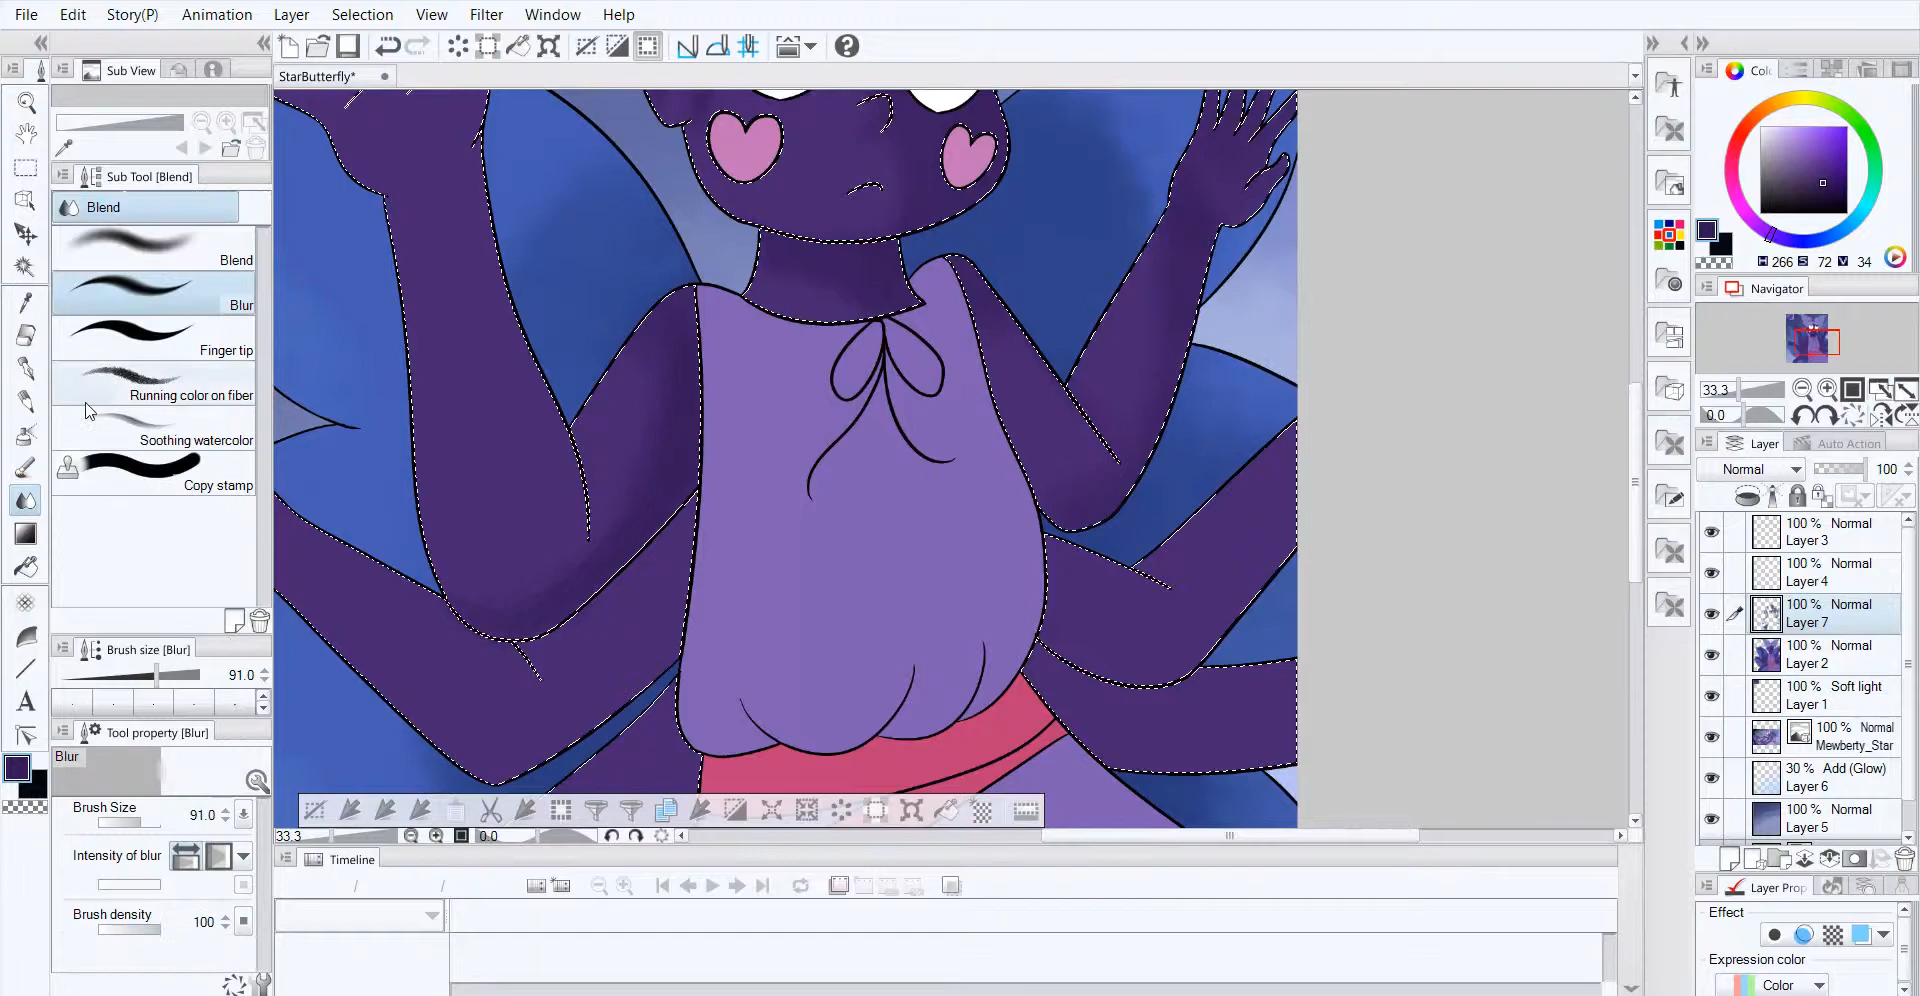 File Edit Story(P) Animation Layer Selection View Filter Window Help
Sub View
StarButterfly*
Sub Tool [Blend]
Blend
Blend
Blur
Finger tip
Running color on fiber
Soothing watercolor
Copy stamp
Brush size [Blur]
91.0
Tool property [Blur]
Blur
Brush Size 91.0
Intensity of blur
Brush density 100
A
33.3 0.0
Timeline
/ /
H 266 S 72 V 34
Navigator
33.3
0.0
Layer Auto Action
Normal 100
100 % Normal
Layer 3
100 % Normal
Layer 4
100 % Normal
Layer 7
100 % Normal
Layer 2
100 % Soft light
Layer 1
100 % Normal
Mewberty_Star
30 % Add (Glow)
Layer 6
100 % Normal
Layer 5
Layer Prop
Effect
Expression color
Color